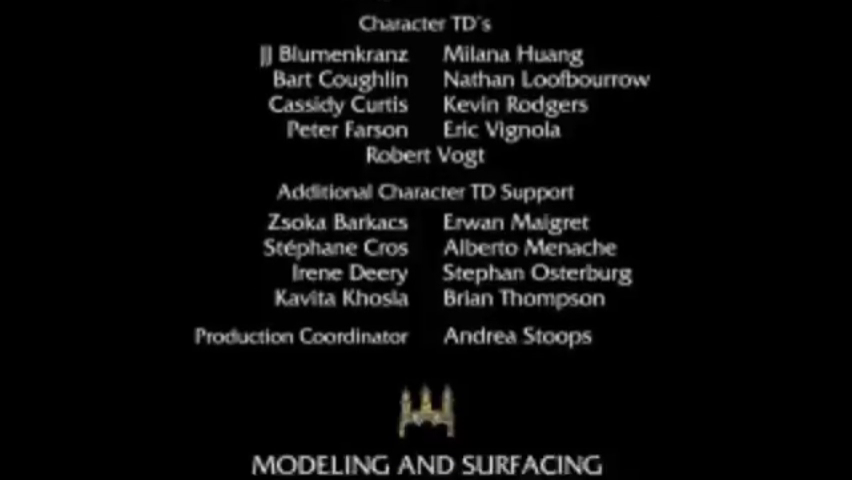 Character TD's
JJ Blumenkranz Milana Huang
Bart Coughlin Nathan Loofbourrow
Cassidy Curtis Kevin Rodgers
Peter Farson Eric Vignola
Robert Vogt
Additional Character TD Support
Zsoka Barkacs Erwan Maigret
Stéphane Cros Alberto Menache
Irene Deery Stephan Osterburg
Kavita Khosla Brian Thompson
Production Coordinator Andrea Stoops
MODELING AND SURFACING